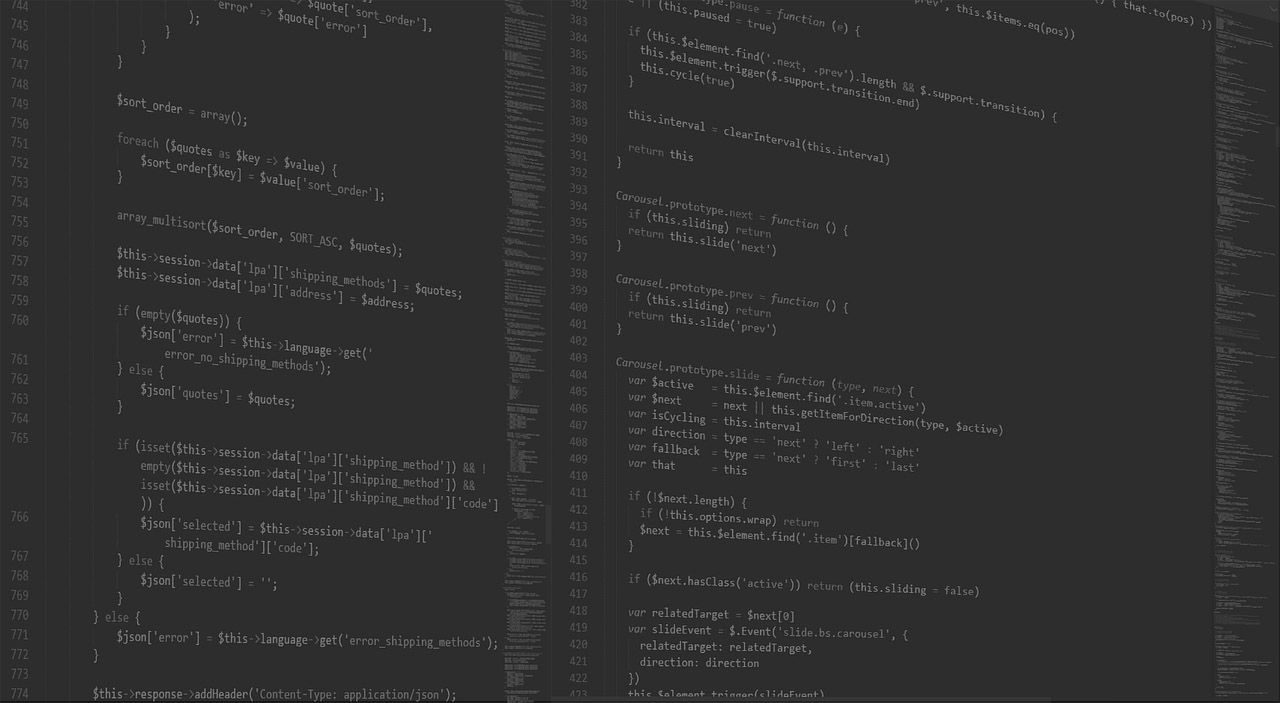 744
745
746
747
748
749
750
751
752
753
754
755
756
757
758
759
760
761
762
763
764
765
766
767
768
769
770
771
772
773
774
=> $quote['sort_order'],
error' => $quote['error']
);
}
}
}
$sort_order = array();
foreach ($quotes as $key => $value) {
$sort_order[$key] = $value['sort_order'];
}
array_multisort($sort_order, SORT_ASC, $quotes);
$this->session->data['lpa']['shipping_methods'] = $quotes;
$this->session->data['lpa']['address'] = $address;
if (empty($quotes)) {
$json['error'] = $this->language->get('
error_no_shipping_methods');
} else {
$json['quotes'] = $quotes;
}
if (isset($this->session->data['lpa']['shipping_method']) && !
empty($this->session->data['lpa']['shipping_method']) &&
isset($this->session->data['lpa']['shipping_method']['code']
)) {
$json['selected'] = $this->session->data['lpa']['
shipping_method']['code'];
} else {
$json['selected'] = '';
}
} else {
$json['error'] = $this->language->get('error_shipping_methods');
}
$this->response->addHeader('Content-Type: application/json');
382
384
385
386
387
388
389
390
391
392
393
394
395
396
397
398
399
400
401
402
403
404
405
406
407
408
409
410
411
412
413
414
415
416
417
418
419
420
421
422
423
prev', this.$items.eq(pos))
() { that.to(pos) })
pe.pause = function (e) {
|| (this.paused = true)
if (this.$element.find('.next, .prev').length && $.support.transition) {
this.$element.trigger($.support.transition.end)
this.cycle(true)
}
this.interval = clearInterval(this.interval)
return this
}
Carousel.prototype.next = function () {
if (this.sliding) return
return this.slide('next')
}
Carousel.prototype.prev = function () {
if (this.sliding) return
return this.slide('prev')
}
Carousel.prototype.slide = function (type, next) {
var $active = this.$element.find('.item.active')
var $next = next || this.getItemForDirection(type, $active)
var isCycling = this.interval
var direction = type == 'next' ? 'left' : 'right'
var fallback = type == 'next' ? 'first' : 'last'
var that = this
if (!$next.length) {
if (!this.options.wrap) return
$next = this.$element.find('.item')[fallback]()
}
if ($next.hasClass('active')) return (this.sliding = false)
var relatedTarget = $next[0]
var slideEvent = $.Event('slide.bs.carousel', {
relatedTarget: relatedTarget,
direction: direction
})
this.$element.trigger(slideEvent)